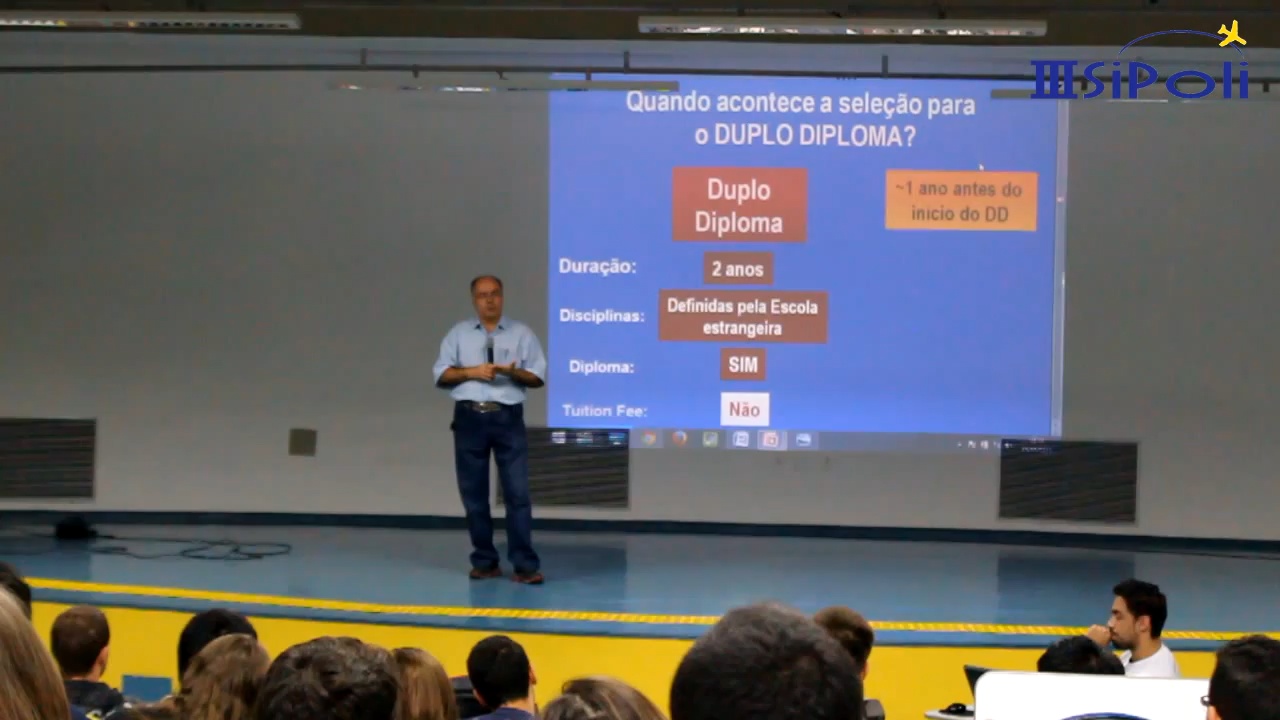 IIISiPoli
Quando acontece a seleção para
o DUPLO DIPLOMA?
Duplo
Diploma
~1 ano antes do
início do DD
Duração:
2 anos
Disciplinas:
Definidas pela Escola
estrangeira
Diploma:
SIM
Tuition Fee:
Não